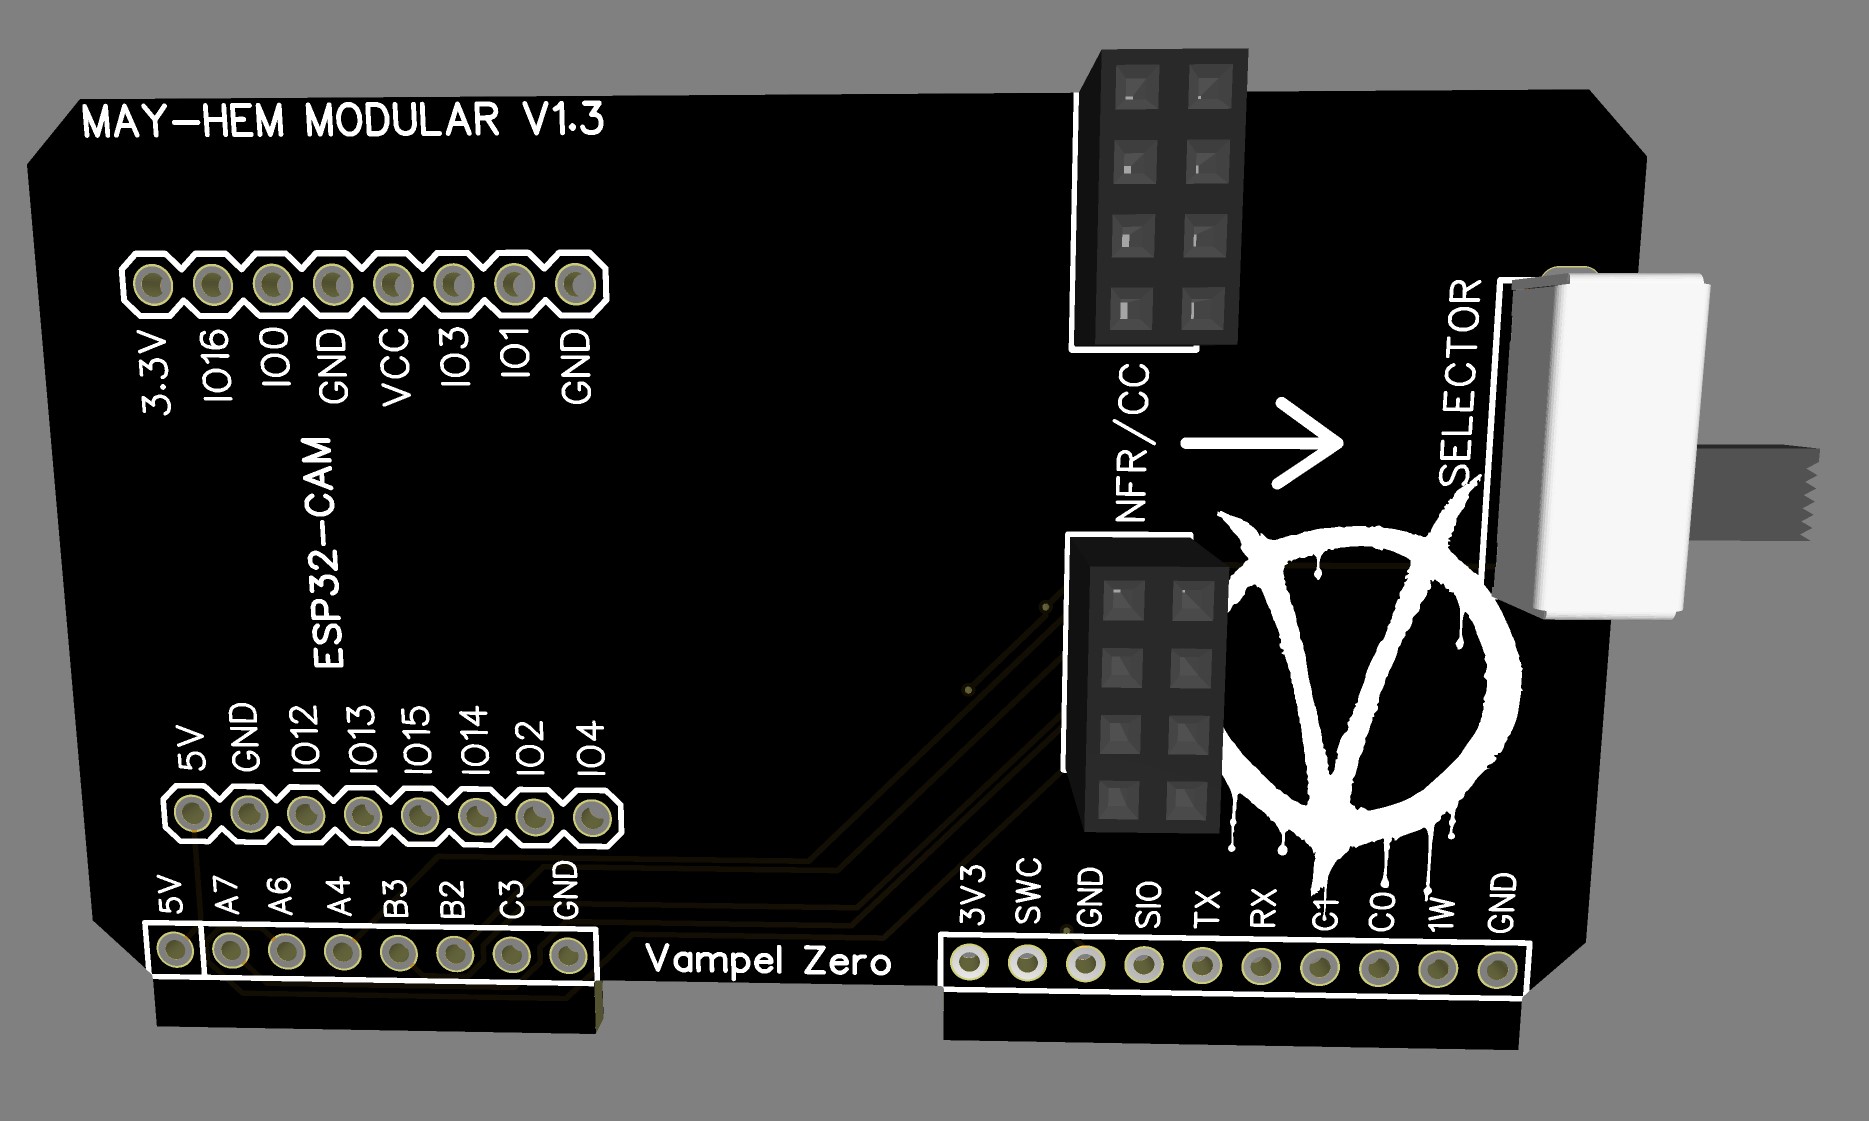 MAY-HEM MODULAR V1.3
3.3V
IO16
IO0
GND
VCC
IO3
IO1
GND
ESP32-CAM
NFR/CC
SELECTOR
5V
GND
IO12
IO13
IO15
IO14
IO2
IO4
5V
A7
A6
A4
B3
B2
C3
GND
Vampel Zero
3V3
SWC
GND
SIO
TX
RX
C1
C0
1W
GND